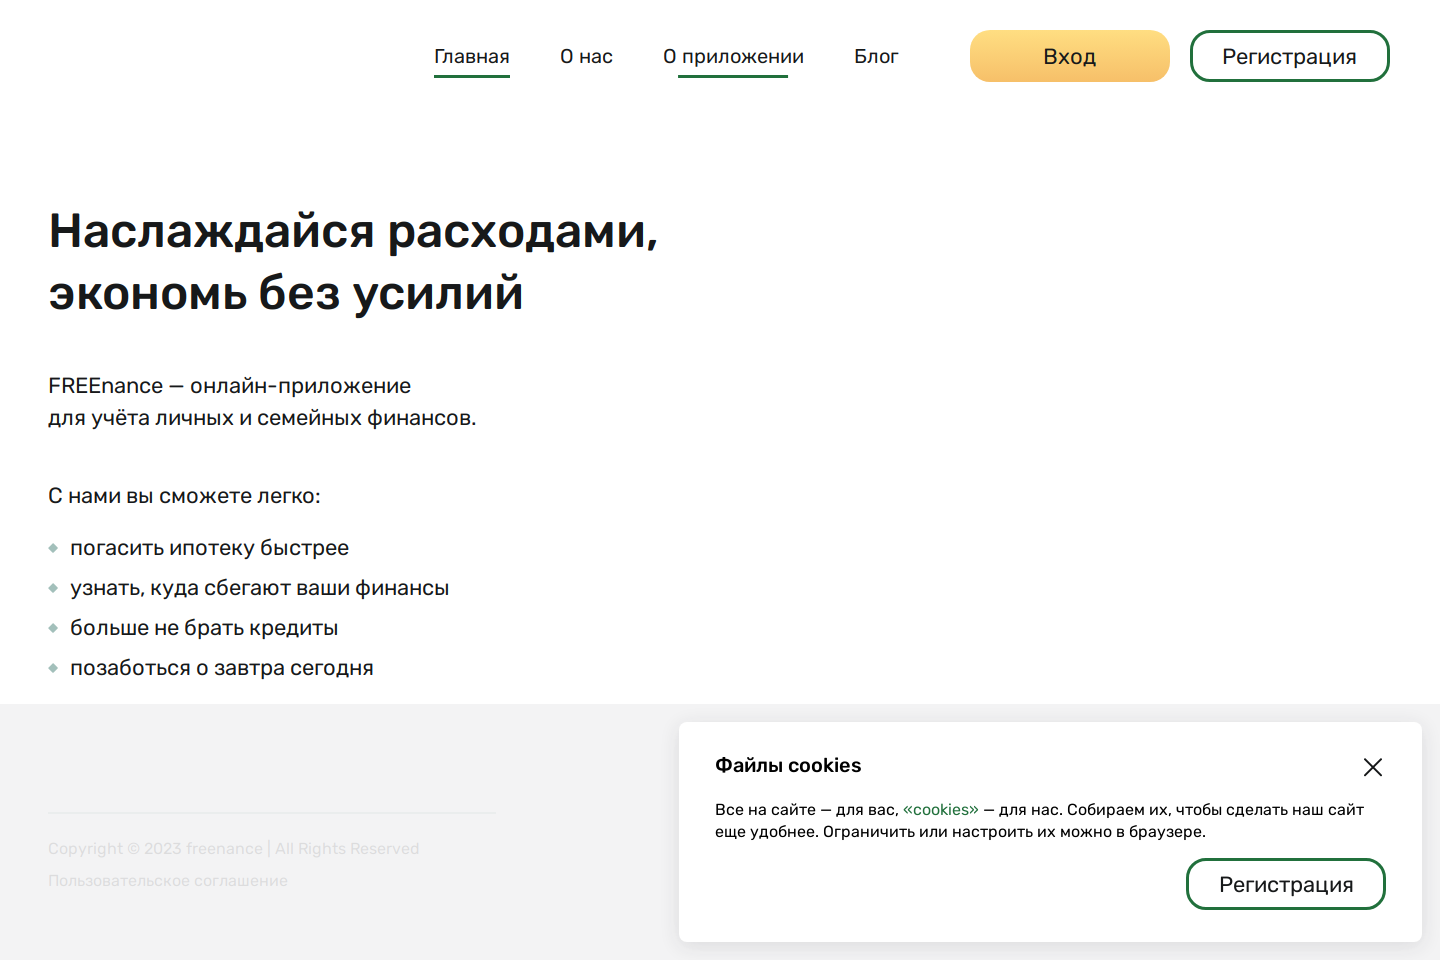 Главная О нас О приложении Блог Вход Регистрация
Наслаждайся расходами,
экономь без усилий
FREEnance — онлайн-приложение
для учёта личных и семейных финансов.
С нами вы сможете легко:
погасить ипотеку быстрее
узнать, куда сбегают ваши финансы
больше не брать кредиты
позаботься о завтра сегодня
Файлы cookies
Все на сайте — для вас, «cookies» — для нас. Собираем их, чтобы сделать наш сайт
еще удобнее. Ограничить или настроить их можно в браузере.
Регистрация
Copyright © 2023 freenance | All Rights Reserved
Пользовательское соглашение